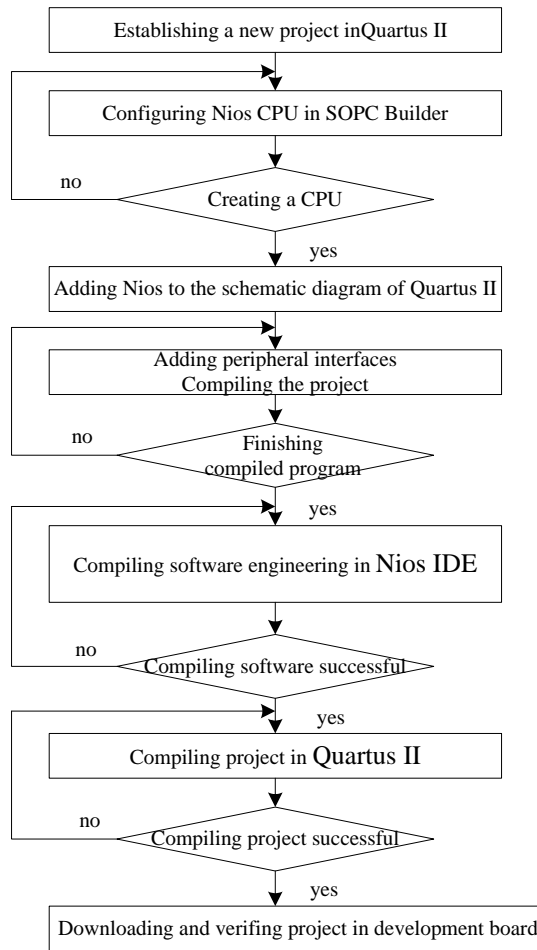 Establishing a new project inQuartus II
Configuring Nios CPU in SOPC Builder
no
Creating a CPU
yes
Adding Nios to the schematic diagram of Quartus II
Adding peripheral interfaces
Compiling the project
no
Finishing
compiled program
yes
Compiling software engineering in Nios IDE
no
Compiling software successful
yes
Compiling project in Quartus II
no
Compiling project successful
yes
Downloading and verifing project in development board